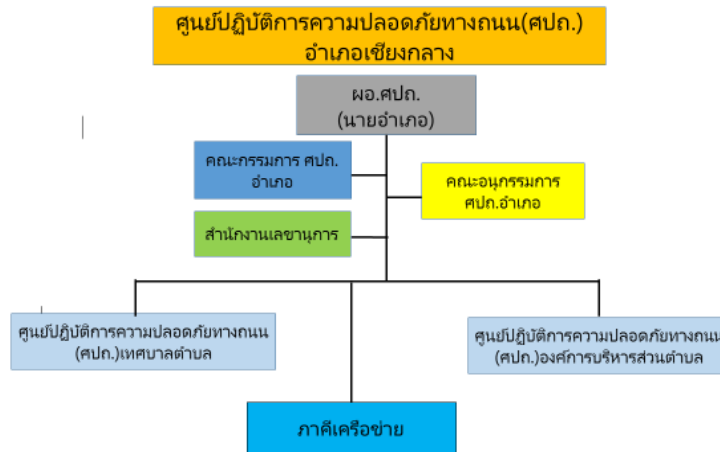 ศูนย์ปฏิบัติการความปลอดภัยทางถนน(ศปถ.)
อำเภอเชียงกลาง
ผอ.ศปถ.
(นายอำเภอ)
คณะกรรมการ ศปถ.
อำเภอ
คณะอนุกรรมการ
ศปถ.อำเภอ
สำนักงานเลขานุการ
ศูนย์ปฏิบัติการความปลอดภัยทางถนน
(ศปถ.)เทศบาลตำบล
ศูนย์ปฏิบัติการความปลอดภัยทางถนน
(ศปถ.)องค์การบริหารส่วนตำบล
ภาคีเครือข่าย